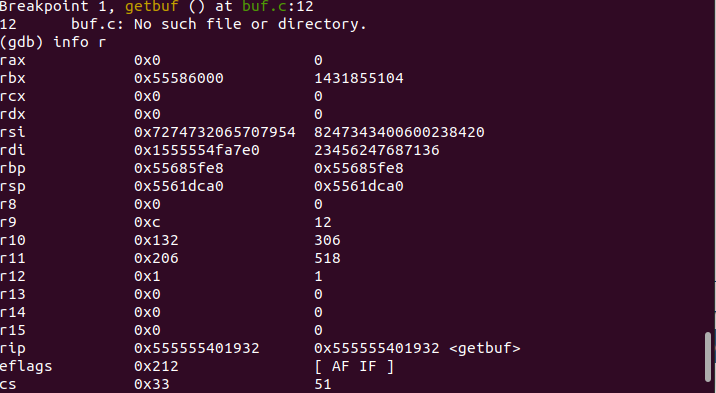 Breakpoint 1, getbuf () at buf.c:12
12      buf.c: No such file or directory.
(gdb) info r
rax            0x0      0
rbx            0x55586000       1431855104
rcx            0x0      0
rdx            0x0      0
rsi            0x7274732065707954  8247343400600238420
rdi            0x1555554fa7e0   23456247687136
rbp            0x55685fe8       0x55685fe8
rsp            0x5561dca0       0x5561dca0
r8             0x0      0
r9             0xc      12
r10            0x132    306
r11            0x206    518
r12            0x1      1
r13            0x0      0
r14            0x0      0
r15            0x0      0
rip            0x555555401932   0x555555401932 <getbuf>
eflags         0x212    [ AF IF ]
cs             0x33     51